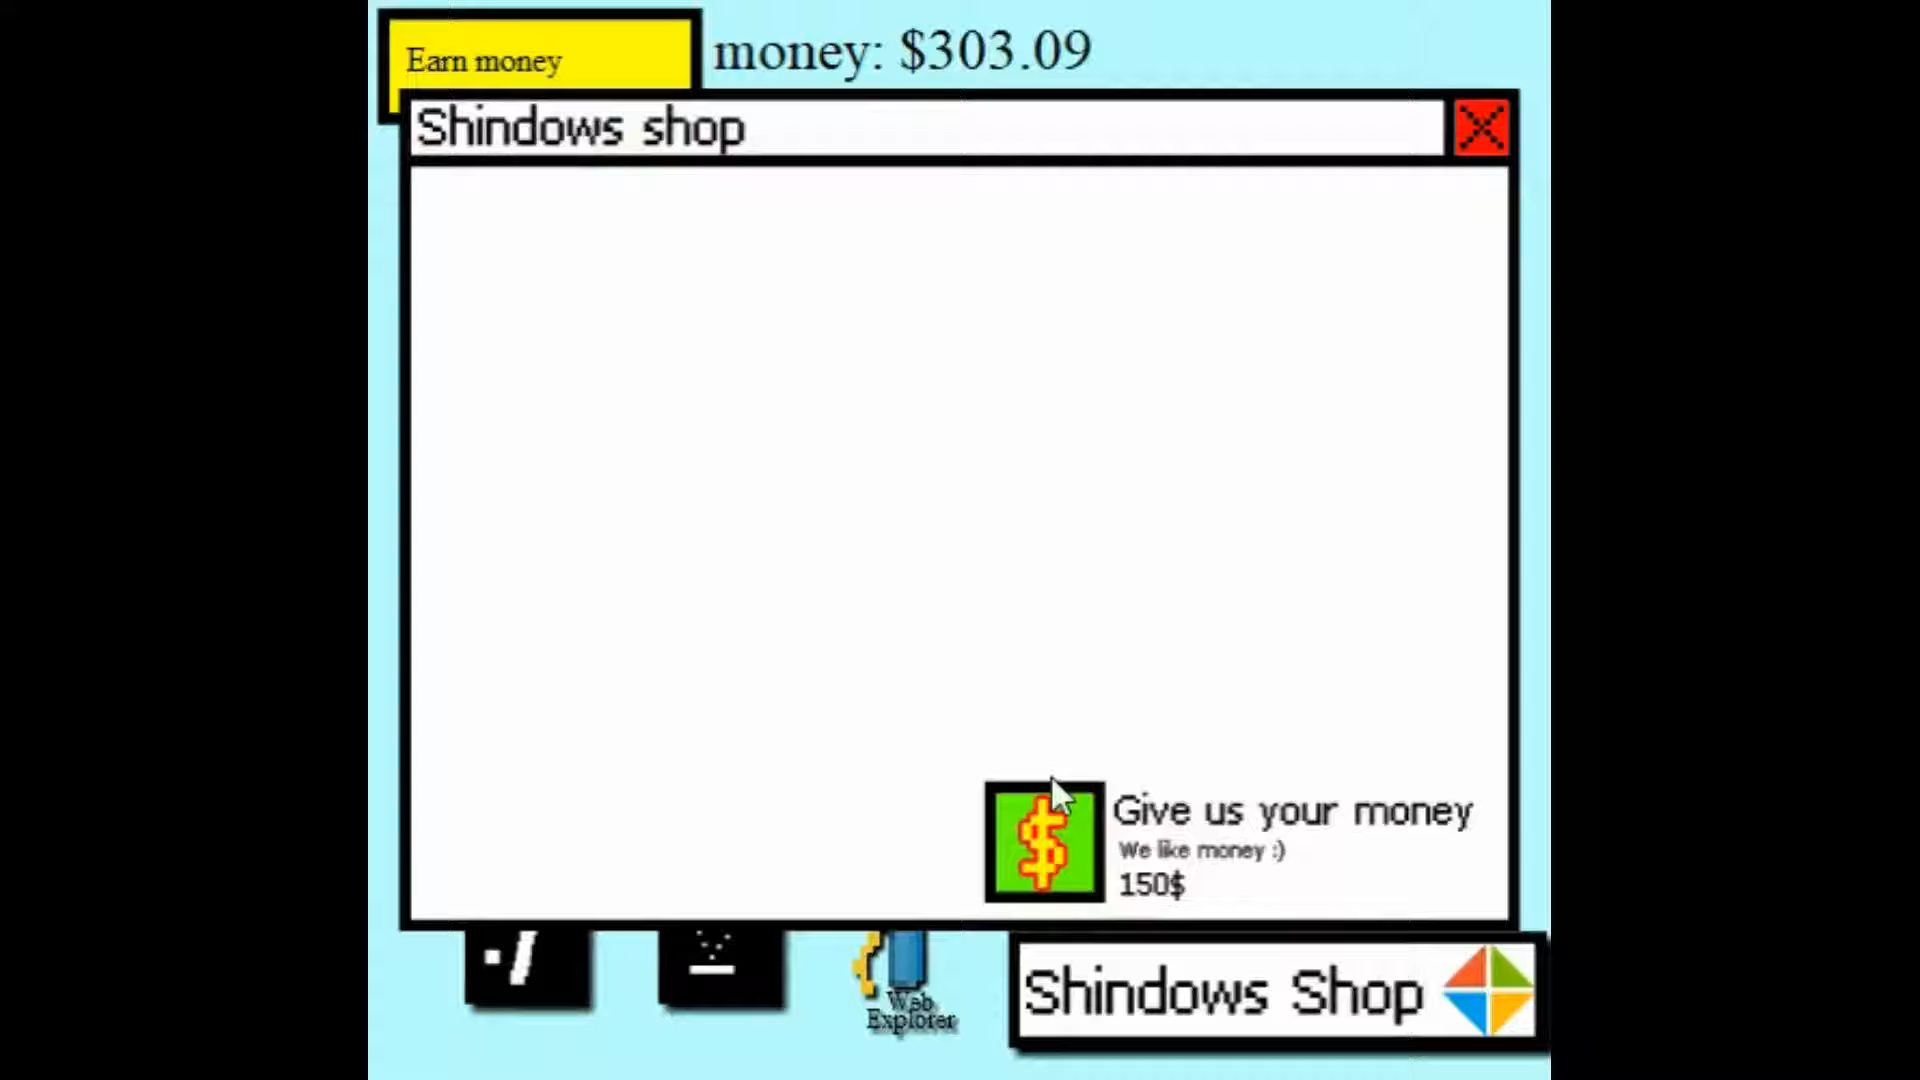 Earn money
money: $303.09
Shindows shop
Give us your money
We like money :)
150$
./
Web
Explorer
Shindows Shop